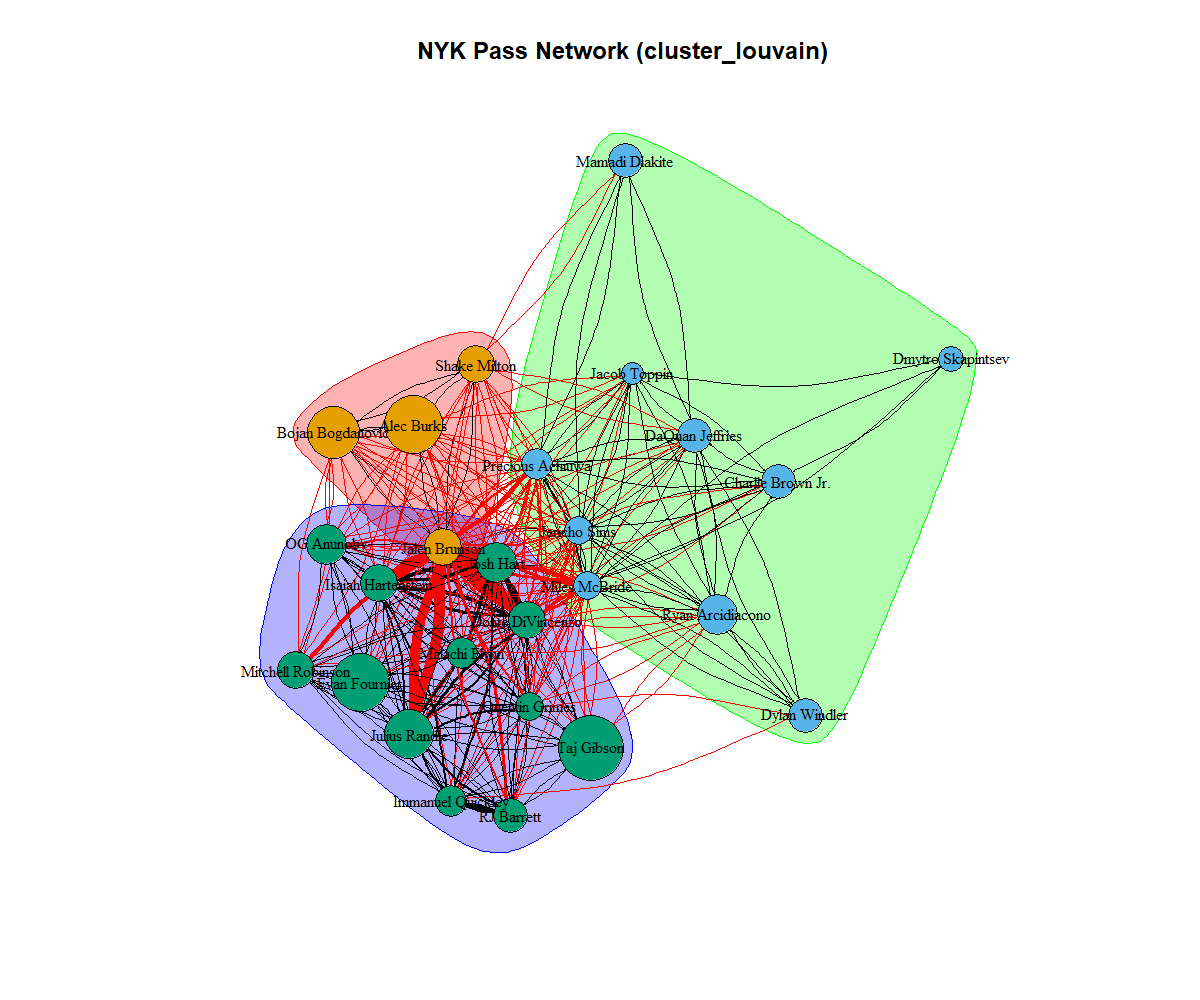 NYK Pass Network (cluster_louvain)
Mamadi Diakite
Dmytro Skapintsev
Shake Milton
Jacob Toppin
Alec Burks
Bojan Bogdanovic
DaQuan Jeffries
Precious Achiuwa
Charlie Brown Jr.
Jericho Sims
OG Anunoby
Jalen Brunson
Josh Hart
Isaiah Hartenstein
Miles McBride
Ryan Arcidiacono
Donte DiVincenzo
Malachi Flynn
Mitchell Robinson
Evan Fournier
Quentin Grimes
Dylan Windler
Julius Randle
Taj Gibson
Immanuel Quickley
RJ Barrett